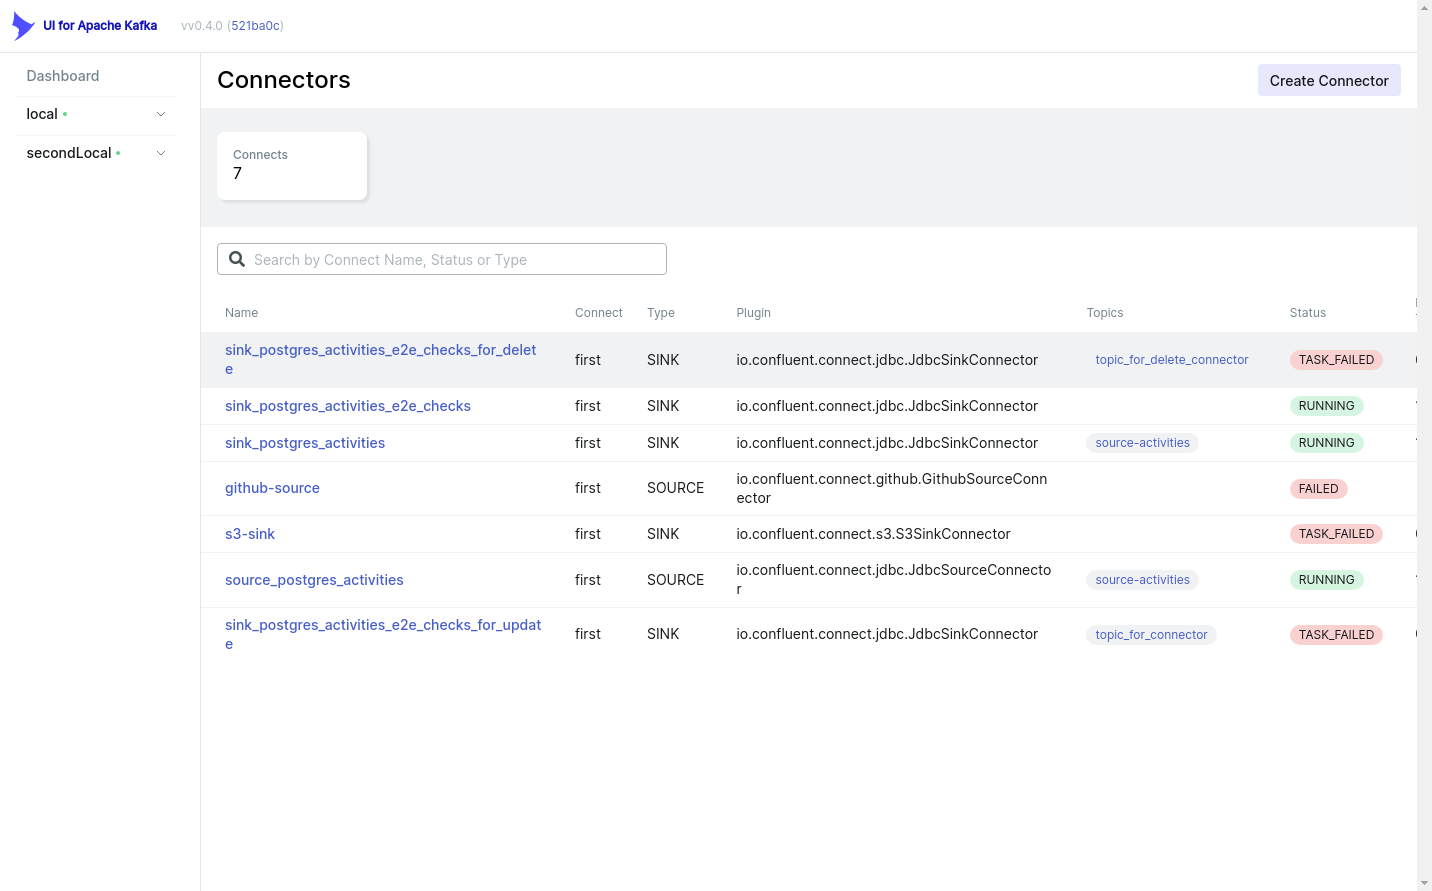 UI for Apache Kafka vv0.4.0 (521ba0c)
Dashboard
local
secondLocal
Connectors
Create Connector
Connects
7
Search by Connect Name, Status or Type
Name Connect Type Plugin Topics Status
sink_postgres_activities_e2e_checks_for_delet
e
first SINK io.confluent.connect.jdbc.JdbcSinkConnector topic_for_delete_connector TASK_FAILED
sink_postgres_activities_e2e_checks first SINK io.confluent.connect.jdbc.JdbcSinkConnector RUNNING
sink_postgres_activities first SINK io.confluent.connect.jdbc.JdbcSinkConnector source-activities RUNNING
github-source first SOURCE io.confluent.connect.github.GithubSourceConn
ector
FAILED
s3-sink first SINK io.confluent.connect.s3.S3SinkConnector TASK_FAILED
source_postgres_activities first SOURCE io.confluent.connect.jdbc.JdbcSourceConnecto
r
source-activities RUNNING
sink_postgres_activities_e2e_checks_for_updat
e
first SINK io.confluent.connect.jdbc.JdbcSinkConnector topic_for_connector TASK_FAILED